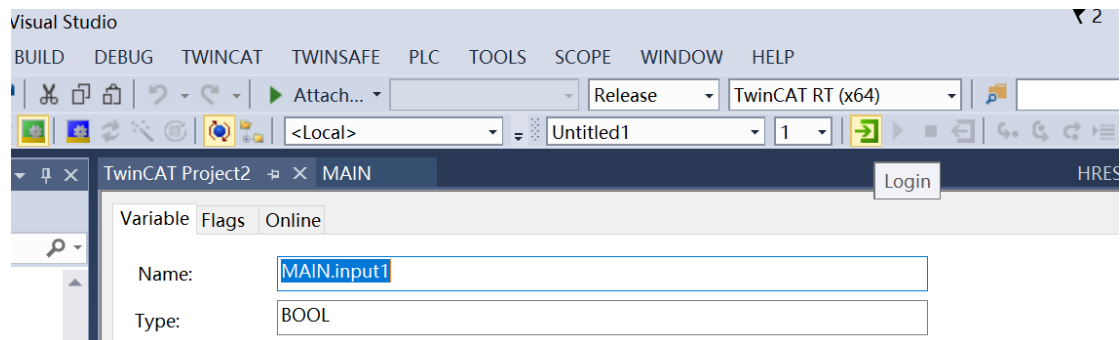 Visual Studio
2
BUILD DEBUG TWINCAT TWINSAFE PLC TOOLS SCOPE WINDOW HELP
Attach... Release TwinCAT RT (x64)
<Local> Untitled1 1
TwinCAT Project2 MAIN HRES
Login
Variable Flags Online
Name: MAIN.input1
Type: BOOL